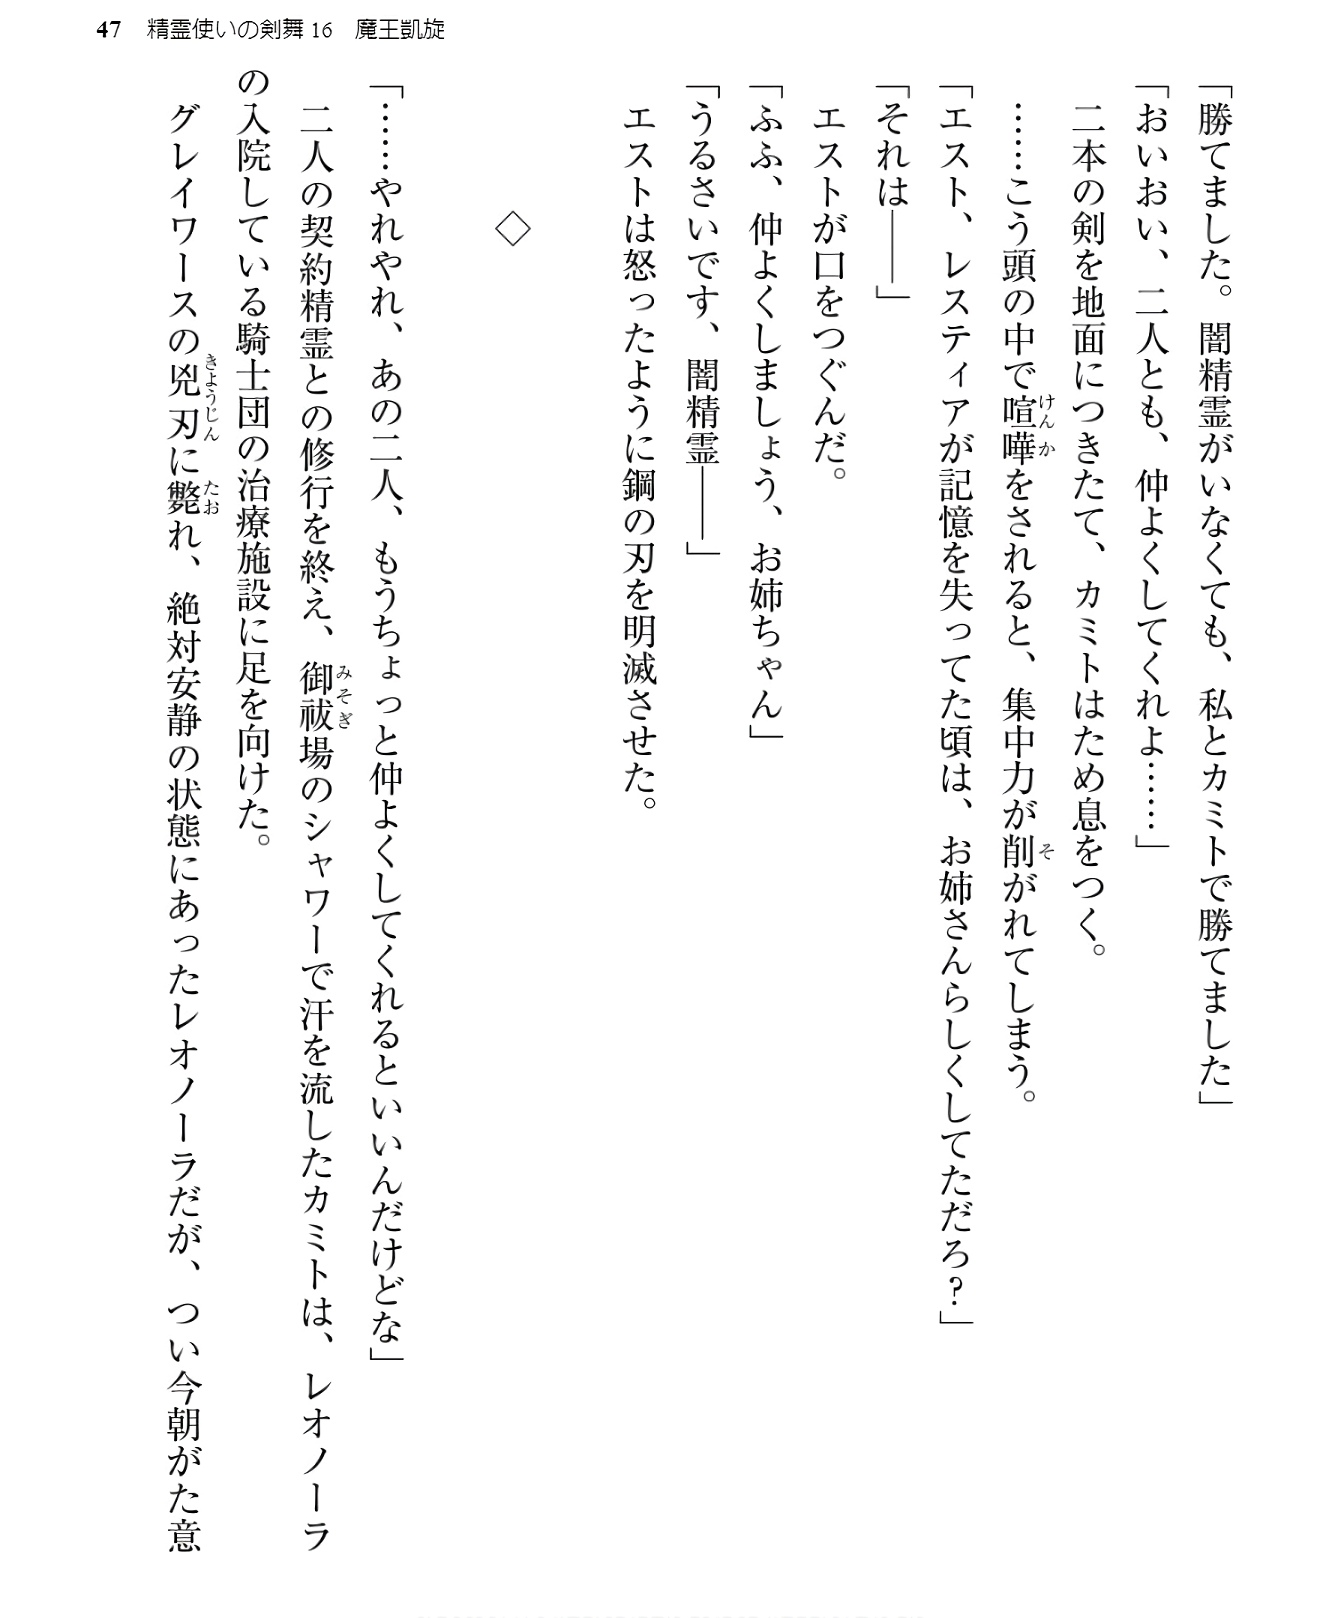 47 精霊使いの剣舞16 魔王凱旋
「勝てました。闇精霊がいなくても、私とカミトで勝てました」
「おいおい、二人とも、仲よくしてくれよ……」
二本の剣を地面につきたて、カミトはため息をつく。
……こう頭の中で喧嘩をされると、集中力が削がれてしまう。
けんか
そ
「エスト、レスティアが記憶を失ってた頃は、お姉さんらしくしてただろ?」
「それは――」
エストが口をつぐんだ。
「ふふ、仲よくしましょう、お姉ちゃん」
「うるさいです、闇精霊――」
エストは怒ったように鋼の刃を明滅させた。
◇
「……やれやれ、あの二人、もうちょっと仲よくしてくれるといいんだけどな」
二人の契約精霊との修行を終え、御祓場のシャワーで汗を流したカミトは、レオノーラ
みそぎ
の入院している騎士団の治療施設に足を向けた。
グレイワースの兇刃に斃れ、絶対安静の状態にあったレオノーラだが、つい今朝がた意
きようじん
たお